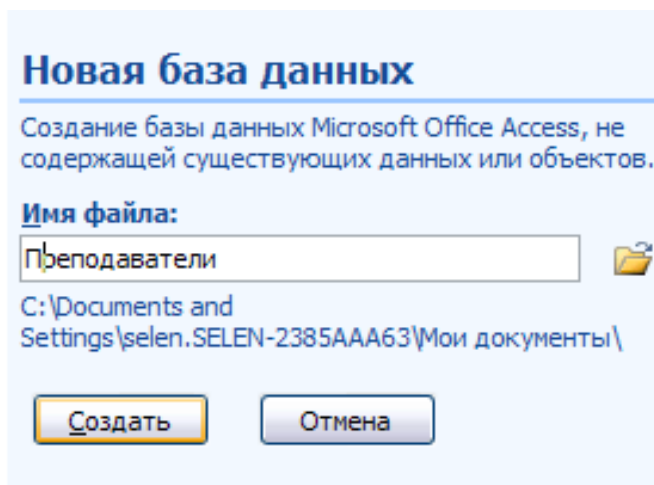 Новая база данных
Создание базы данных Microsoft Office Access, не
содержащей существующих данных или объектов.
Имя файла:
Преподаватели
C:\Documents and
Settings\selen.SELEN-2385AAA63\Мои документы\
Создать Отмена